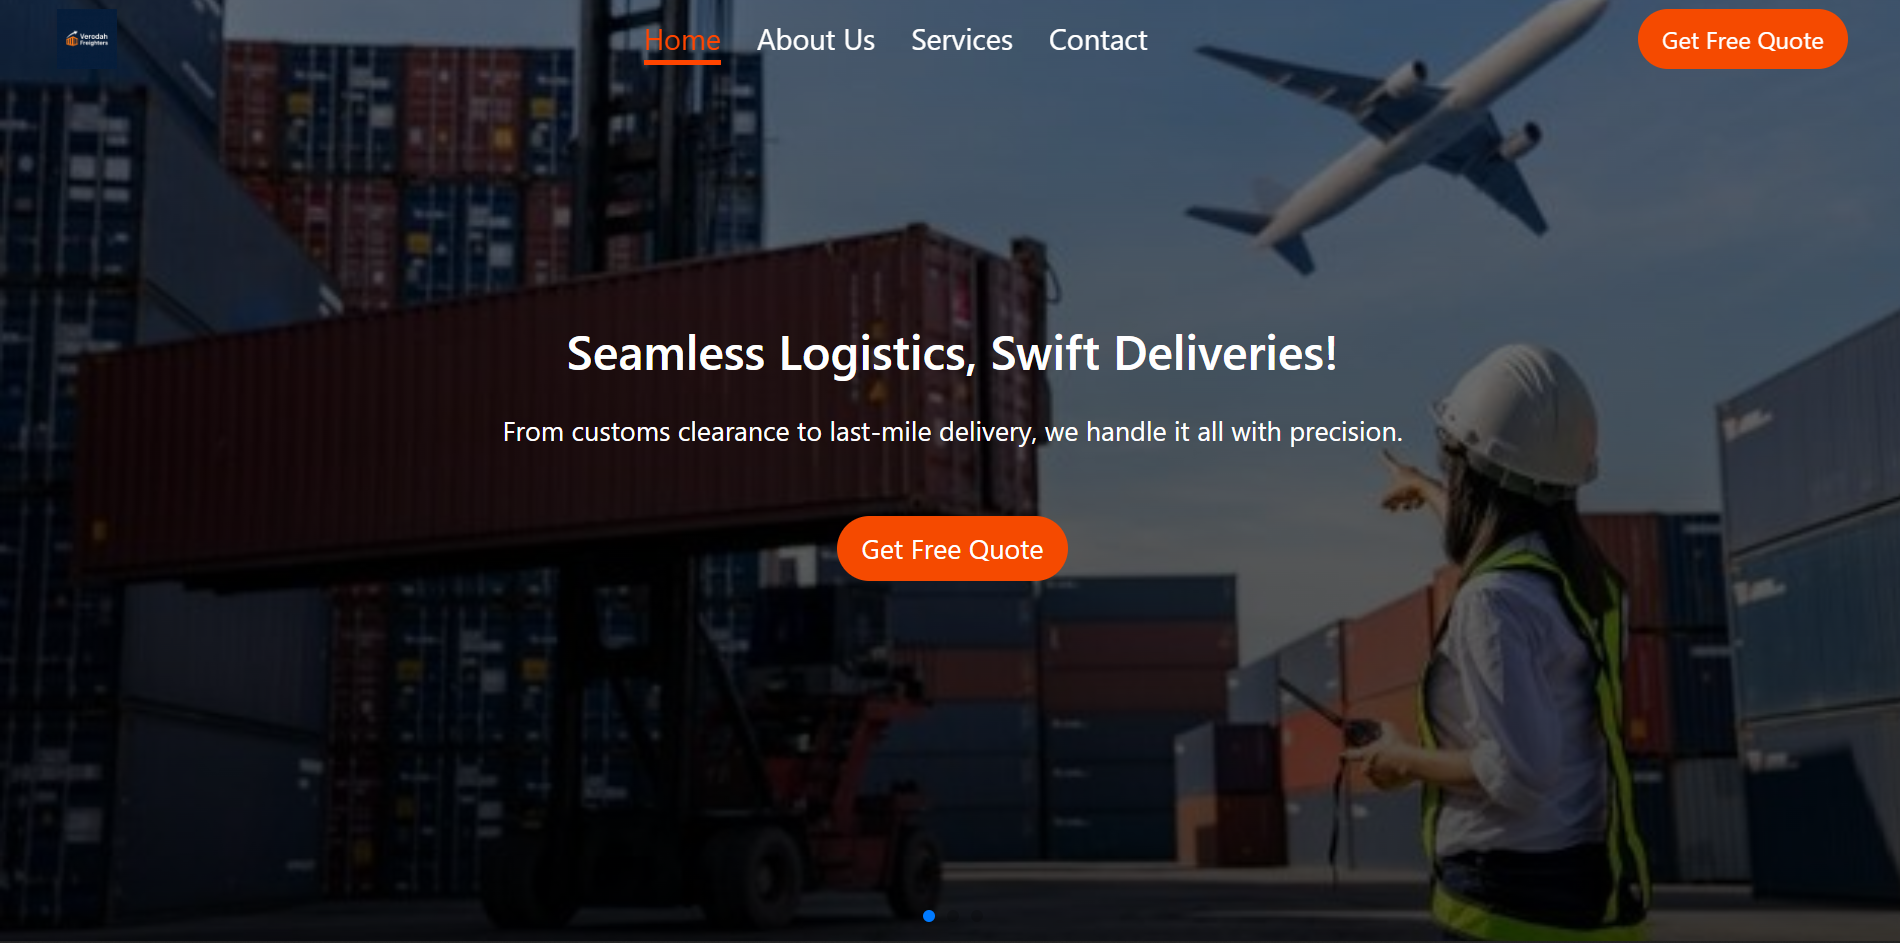 Verodah
Freighters
Home
About Us
Services
Contact
Get Free Quote
Seamless Logistics, Swift Deliveries!
From customs clearance to last-mile delivery, we handle it all with precision.
Get Free Quote